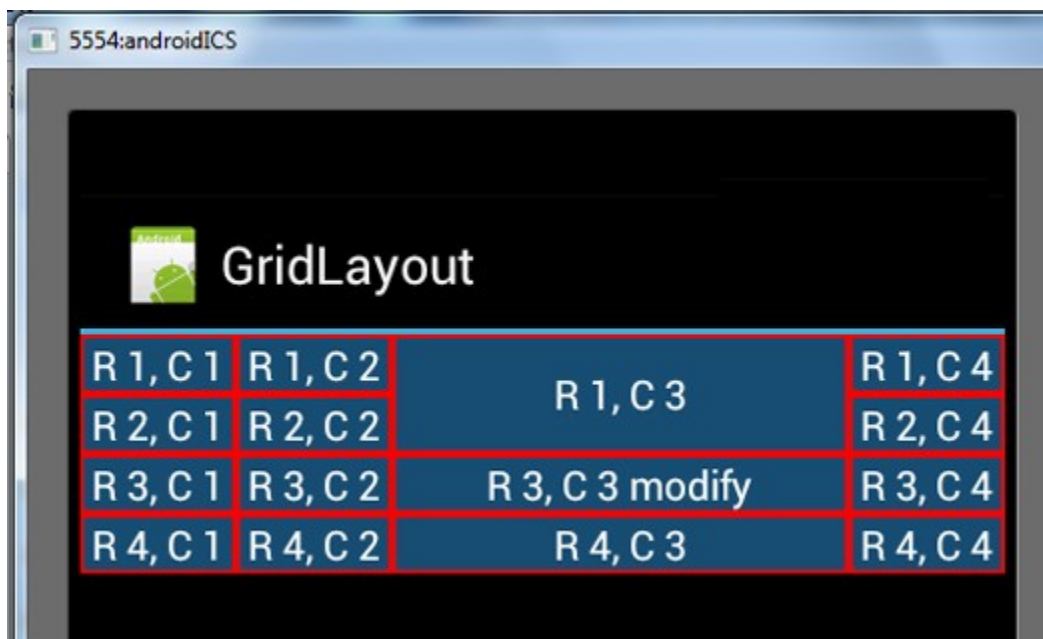 5554:androidICS
Android
GridLayout
R 1, C 1 R 1, C 2 R 1, C 3 R 1, C 4
R 2, C 1 R 2, C 2 R 2, C 4
R 3, C 1 R 3, C 2 R 3, C 3 modify R 3, C 4
R 4, C 1 R 4, C 2 R 4, C 3 R 4, C 4